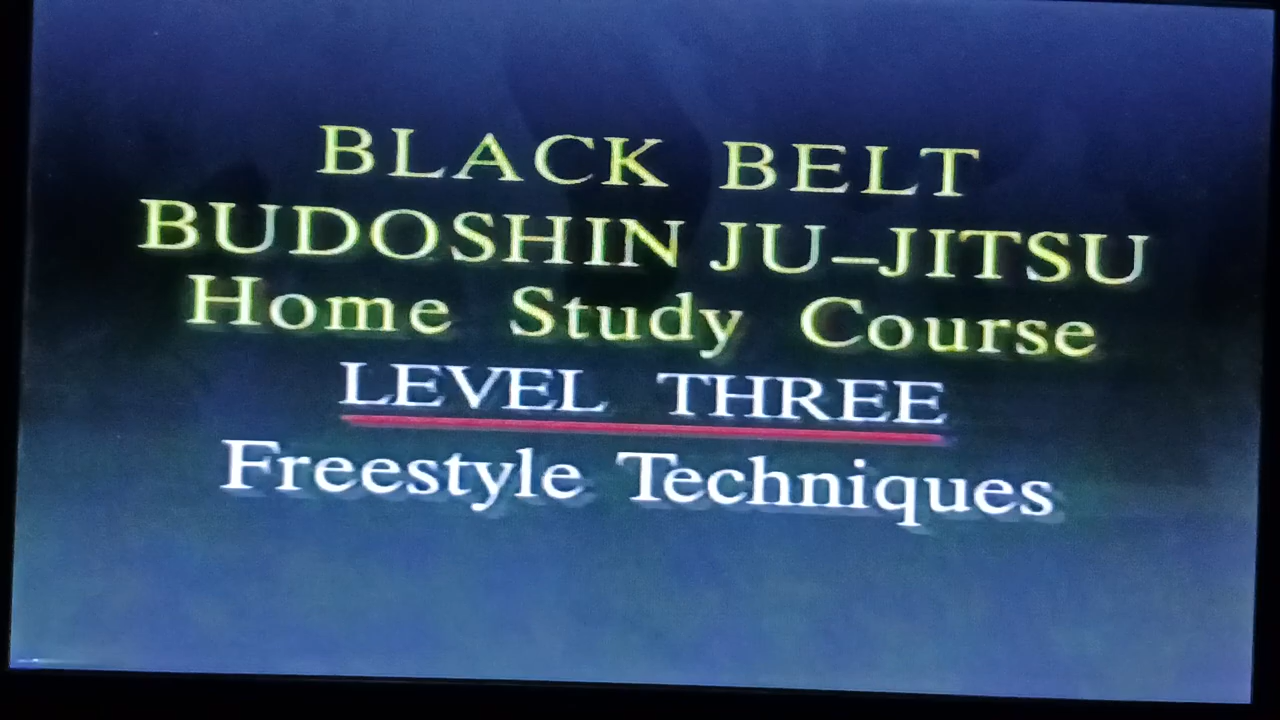 BLACK BELT
BUDOSHIN JU–JITSU
Home Study Course
LEVEL THREE
Freestyle Techniques